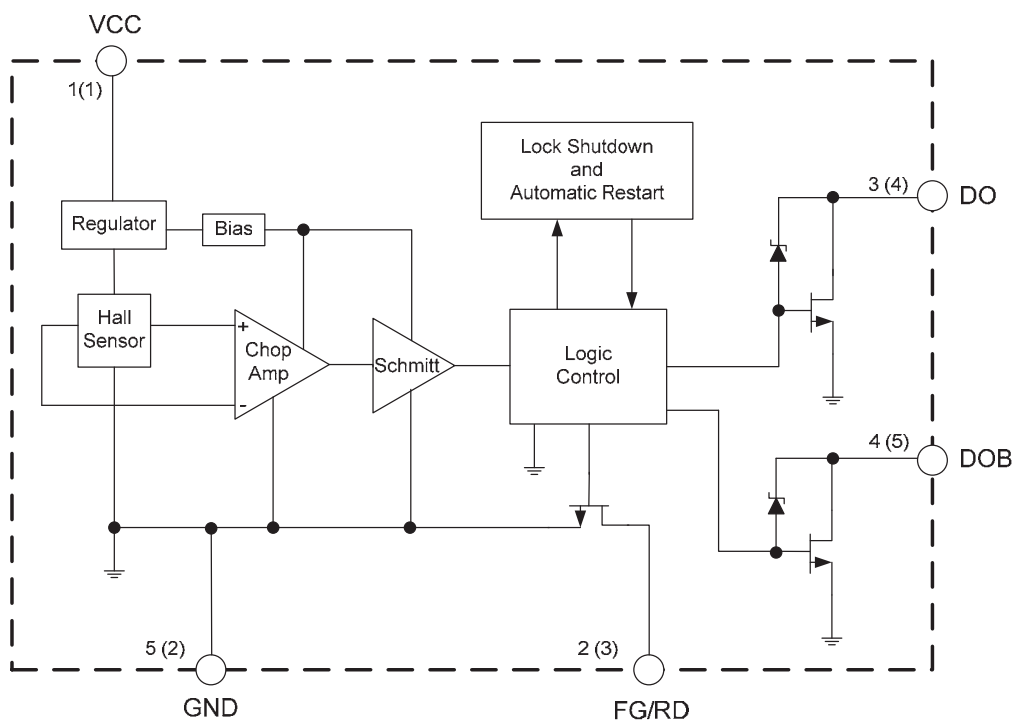 VCC
1(1)
Lock Shutdown
and
Automatic Restart
3 (4)
DO
Regulator
Bias
Hall
Sensor
+
-
Chop
Amp
Schmitt
Logic
Control
4 (5)
DOB
5 (2)
GND
2 (3)
FG/RD